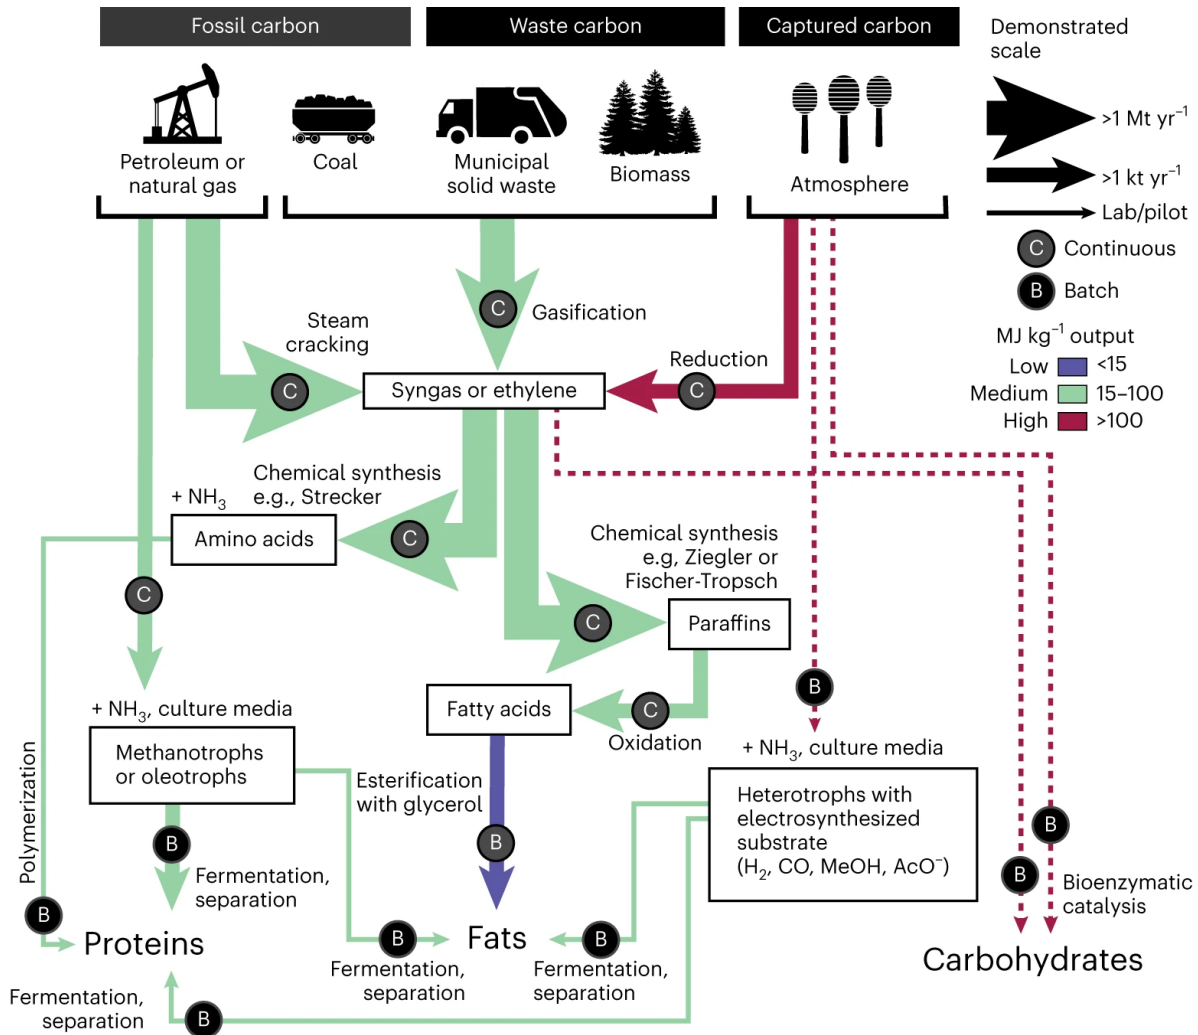 Fossil carbon
Waste carbon
Captured carbon
Demonstrated
scale
>1 Mt yr⁻¹
>1 kt yr⁻¹
Lab/pilot
C
Continuous
B
Batch
MJ kg⁻¹ output
Low
<15
Medium
15–100
High
>100
Petroleum or
natural gas
Coal
Municipal
solid waste
Biomass
Atmosphere
Steam
cracking
C
C
Gasification
Reduction
C
Syngas or ethylene
Chemical synthesis
e.g., Strecker
+ NH₃
Amino acids
C
Chemical synthesis
e.g, Ziegler or
Fischer-Tropsch
C
C
Paraffins
Fatty acids
C
Oxidation
B
+ NH₃, culture media
Methanotrophs
or oleotrophs
Esterification
with glycerol
+ NH₃, culture media
Heterotrophs with
electrosynthesized
substrate
(H₂, CO, MeOH, AcO⁻)
Polymerization
B
Fermentation,
separation
B
B
B
B
Bioenzymatic
catalysis
B
Proteins
B
Fats
B
Carbohydrates
Fermentation,
separation
Fermentation,
separation
Fermentation,
separation
B